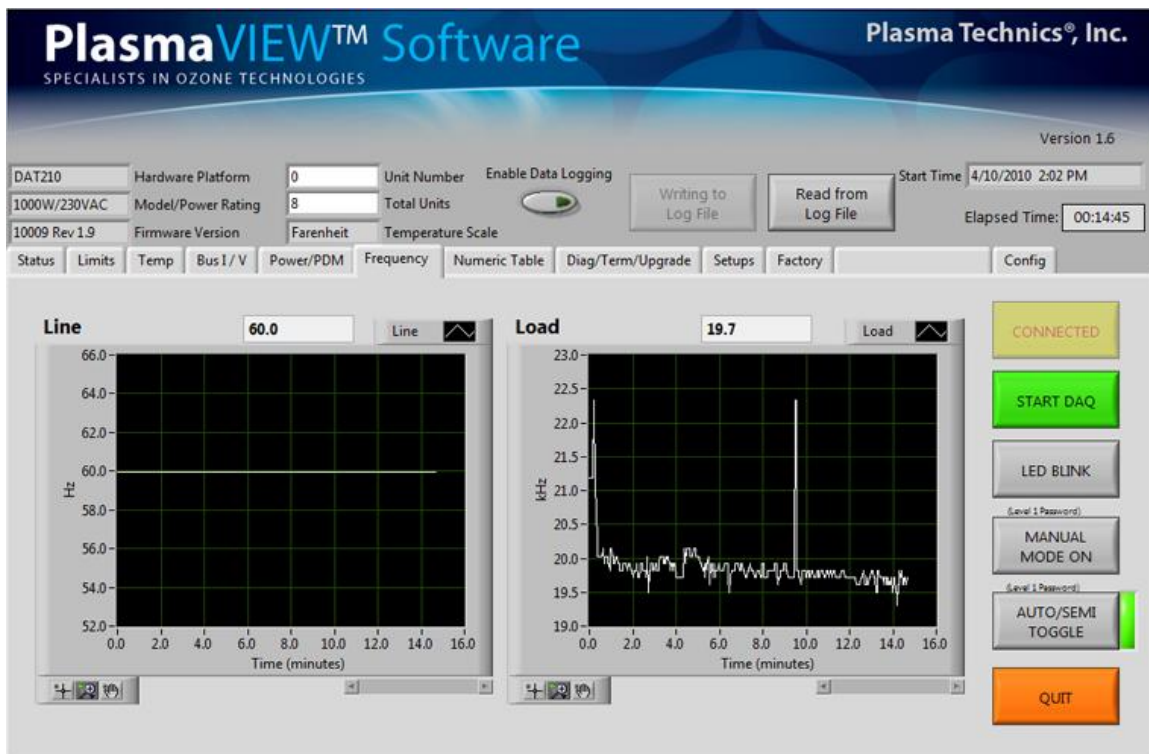 PlasmaVIEW™ Software
SPECIALISTS IN OZONE TECHNOLOGIES
Plasma Technics®, Inc.
Version 1.6
DAT210 Hardware Platform 0 Unit Number Enable Data Logging
Writing to Log File
Read from Log File
Start Time 4/10/2010 2:02 PM
1000W/230VAC Model/Power Rating 8 Total Units
Elapsed Time: 00:14:45
10009 Rev 1.9 Firmware Version Farenheit Temperature Scale
Status Limits Temp Bus I / V Power/PDM Frequency Numeric Table Diag/Term/Upgrade Setups Factory Config
Line 60.0 Line
66.0
64.0
62.0
60.0
58.0
56.0
54.0
52.0
Hz
0.0 2.0 4.0 6.0 8.0 10.0 12.0 14.0 16.0
Time (minutes)
Load 19.7 Load
23.0
22.5
22.0
21.5
21.0
20.5
20.0
19.5
19.0
kHz
0.0 2.0 4.0 6.0 8.0 10.0 12.0 14.0 16.0
Time (minutes)
CONNECTED
START DAQ
LED BLINK
(Level 1 Password)
MANUAL
MODE ON
(Level 1 Password)
AUTO/SEMI
TOGGLE
QUIT